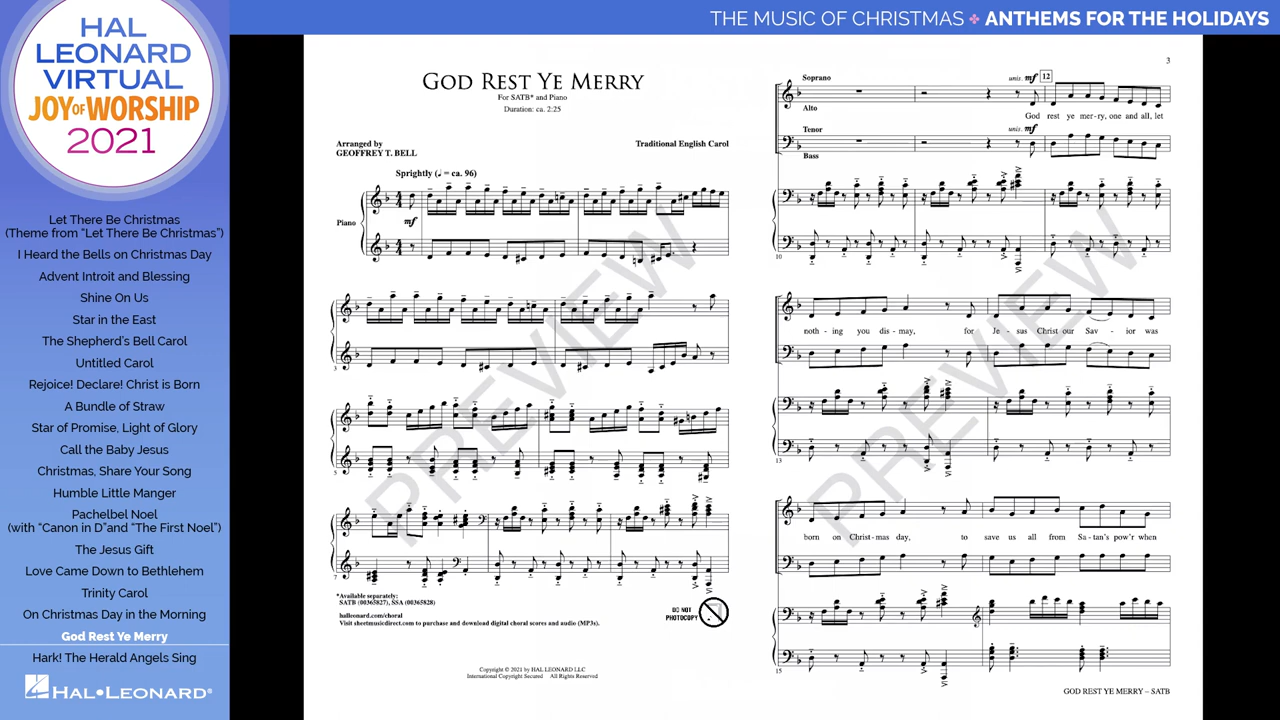 HAL
LEONARD
VIRTUAL
JOY OF WORSHIP
2021
Let There Be Christmas
(Theme from "Let There Be Christmas")
I Heard the Bells on Christmas Day
Advent Introit and Blessing
Shine On Us
Star in the East
The Shepherd's Bell Carol
Untitled Carol
Rejoice! Declare! Christ is Born
A Bundle of Straw
Star of Promise, Light of Glory
Call the Baby Jesus
Christmas, Share Your Song
Humble Little Manger
Pachelbel Noel
(with "Canon in D"and "The First Noel")
The Jesus Gift
Love Came Down to Bethlehem
Trinity Carol
On Christmas Day in the Morning
God Rest Ye Merry
Hark! The Herald Angels Sing
HAL•LEONARD®
THE MUSIC OF CHRISTMAS ANTHEMS FOR THE HOLIDAYS
GOD REST YE MERRY
For SATB* and Piano
Duration: ca. 2:25
Arranged by
GEOFFREY T. BELL
Traditional English Carol
Sprightly (♩ = ca. 96)
Piano
mf
3
5
7
*Available separately:
SATB (00365827), SSA (00365828)
halleonard.com/choral
Visit sheetmusicdirect.com to purchase and download digital choral scores and audio (MP3s).
DO NOT
PHOTOCOPY
Copyright © 2021 by HAL LEONARD LLC
International Copyright Secured All Rights Reserved
PREVIEW
3
Soprano
unis. mf 12
Alto
God rest ye mer-ry, one and all, let
Tenor
unis. mf
Bass
10
noth - ing you dis - may, for Je - sus Christ our Sav - ior was
13
born on Christ-mas day, to save us all from Sa-tan's pow'r when
15
PREVIEW
GOD REST YE MERRY – SATB